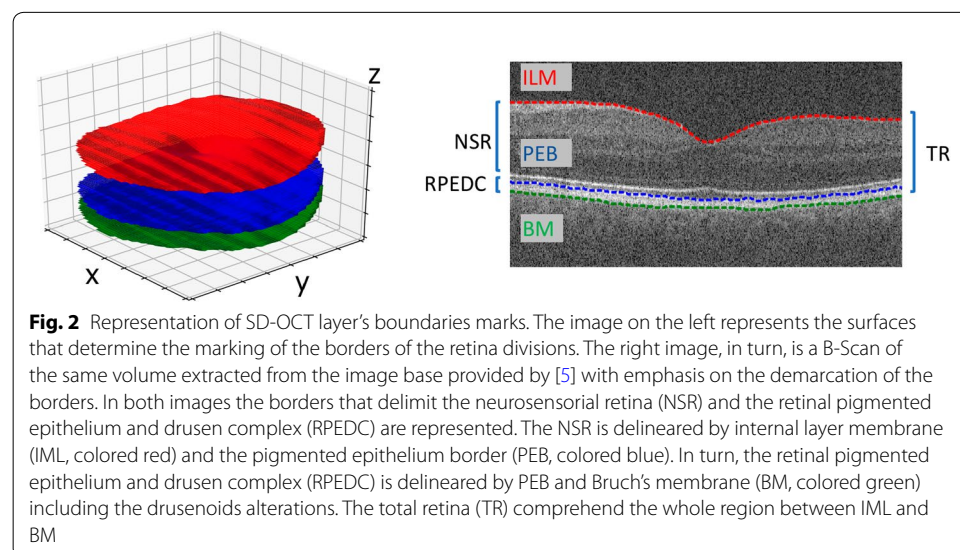 z
x
y
ILM
NSR
PEB
TR
RPEDC
BM
Fig. 2 Representation of SD-OCT layer's boundaries marks. The image on the left represents the surfaces
that determine the marking of the borders of the retina divisions. The right image, in turn, is a B-Scan of
the same volume extracted from the image base provided by [5] with emphasis on the demarcation of the
borders. In both images the borders that delimit the neurosensorial retina (NSR) and the retinal pigmented
epithelium and drusen complex (RPEDC) are represented. The NSR is delineared by internal layer membrane
(IML, colored red) and the pigmented epithelium border (PEB, colored blue). In turn, the retinal pigmented
epithelium and drusen complex (RPEDC) is delineared by PEB and Bruch's membrane (BM, colored green)
including the drusenoids alterations. The total retina (TR) comprehend the whole region between IML and
BM